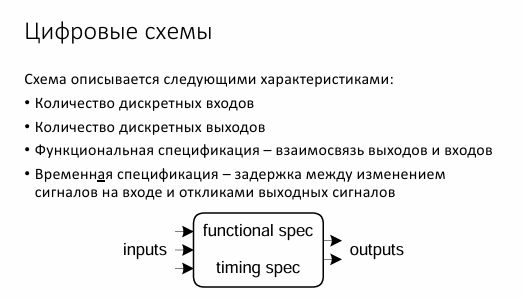 Цифровые схемы
Схема описывается следующими характеристиками:
• Количество дискретных входов
• Количество дискретных выходов
• Функциональная спецификация – взаимосвязь выходов и входов
• Временная спецификация – задержка между изменением
сигналов на входе и откликами выходных сигналов
functional spec
inputs
outputs
timing spec